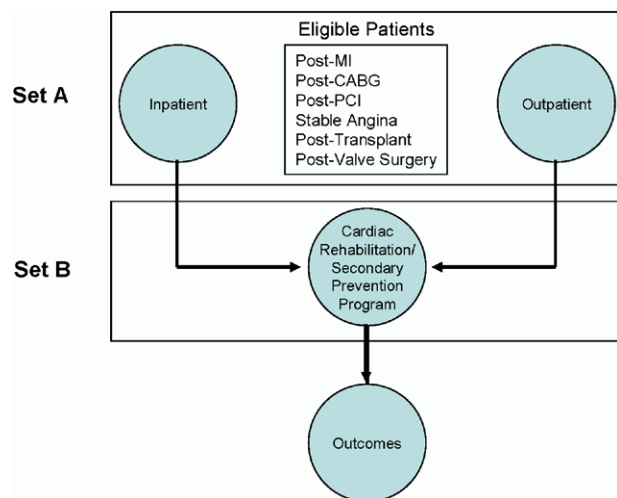 Eligible Patients
Set A
Inpatient
Post-MI
Post-CABG
Post-PCI
Stable Angina
Post-Transplant
Post-Valve Surgery
Outpatient
Set B
Cardiac
Rehabilitation/
Secondary
Prevention
Program
Outcomes